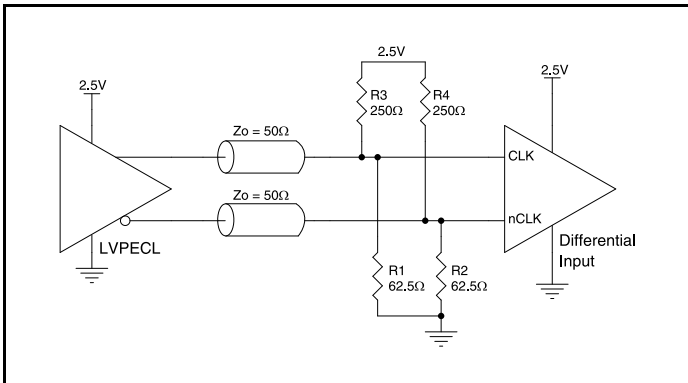 2.5V
2.5V
2.5V
R3
250Ω
R4
250Ω
Zo = 50Ω
CLK
Zo = 50Ω
nCLK
LVPECL
Differential
Input
R1
62.5Ω
R2
62.5Ω